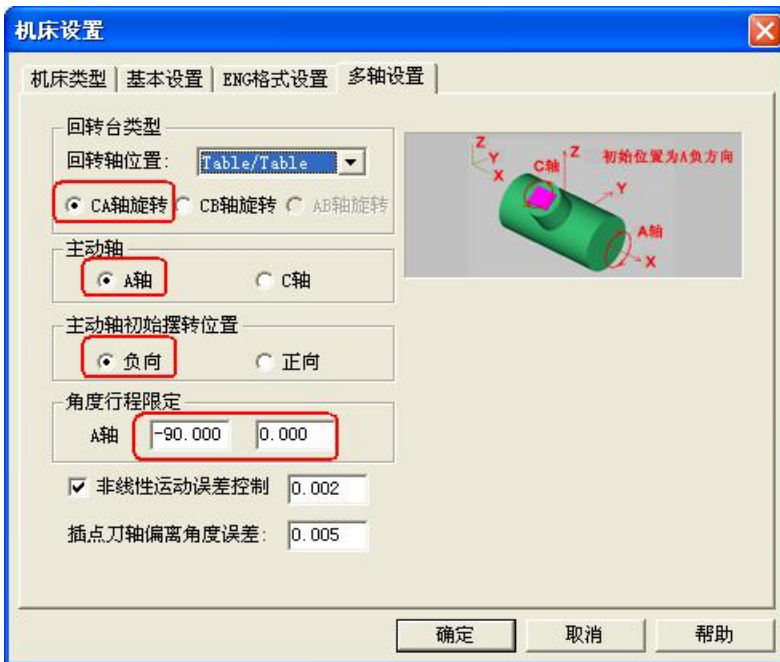 机床设置
机床类型 基本设置 ENG格式设置 多轴设置
回转台类型
回转轴位置: Table/Table
CA轴旋转 CB轴旋转 AB轴旋转
主动轴
A轴 C轴
主动轴初始摆转位置
负向 正向
角度行程限定
A轴 -90.000 0.000
非线性运动误差控制 0.002
插点刀轴偏离角度误差: 0.005
Z
Y
X
C轴
Z
初始位置为A负方向
Y
A轴
X
确定 取消 帮助